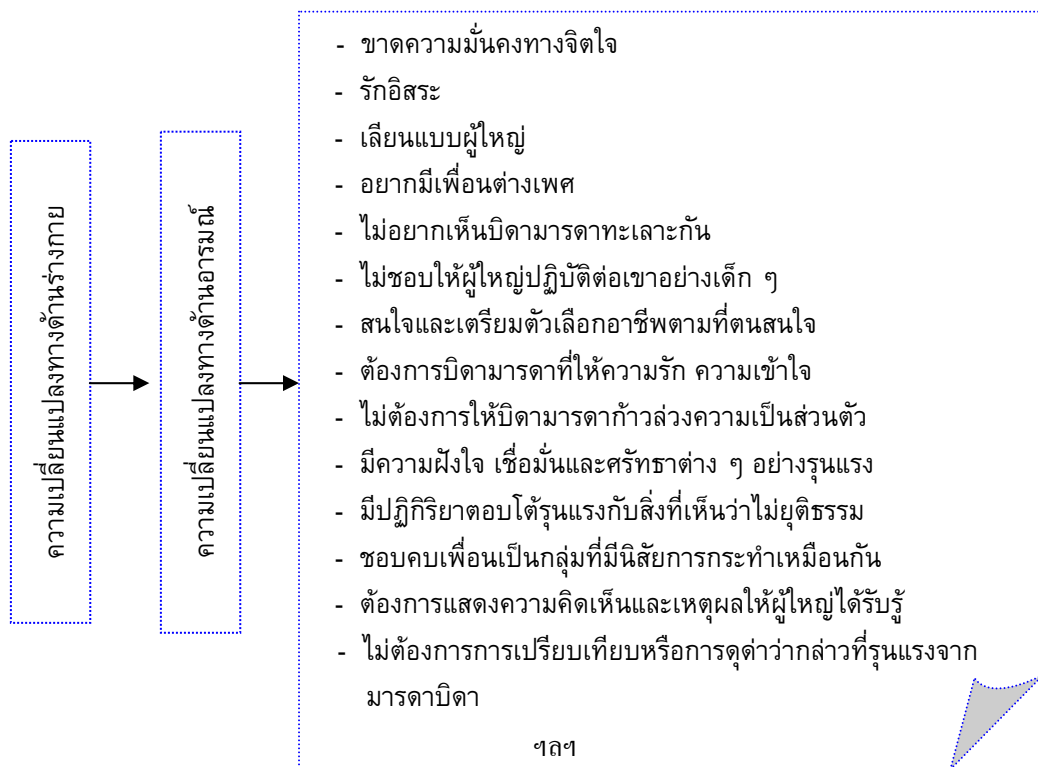 ความเปลี่ยนแปลงทางด้านร่างกาย
ความเปลี่ยนแปลงทางด้านอารมณ์
- ขาดความมั่นคงทางจิตใจ
- รักอิสระ
- เลียนแบบผู้ใหญ่
- อยากมีเพื่อนต่างเพศ
- ไม่อยากเห็นบิดามารดาทะเลาะกัน
- ไม่ชอบให้ผู้ใหญ่ปฏิบัติต่อเขาอย่างเด็ก ๆ
- สนใจและเตรียมตัวเลือกอาชีพตามที่ตนสนใจ
- ต้องการบิดามารดาที่ให้ความรัก ความเข้าใจ
- ไม่ต้องการให้บิดามารดาก้าวล่วงความเป็นส่วนตัว
- มีความฝังใจ เชื่อมั่นและศรัทธาต่าง ๆ อย่างรุนแรง
- มีปฏิกิริยาตอบโต้รุนแรงกับสิ่งที่เห็นว่าไม่ยุติธรรม
- ชอบคบเพื่อนเป็นกลุ่มที่มีนิสัยการกระทำเหมือนกัน
- ต้องการแสดงความคิดเห็นและเหตุผลให้ผู้ใหญ่ได้รับรู้
- ไม่ต้องการการเปรียบเทียบหรือการดุด่าว่ากล่าวที่รุนแรงจาก
มารดาบิดา
ฯลฯ